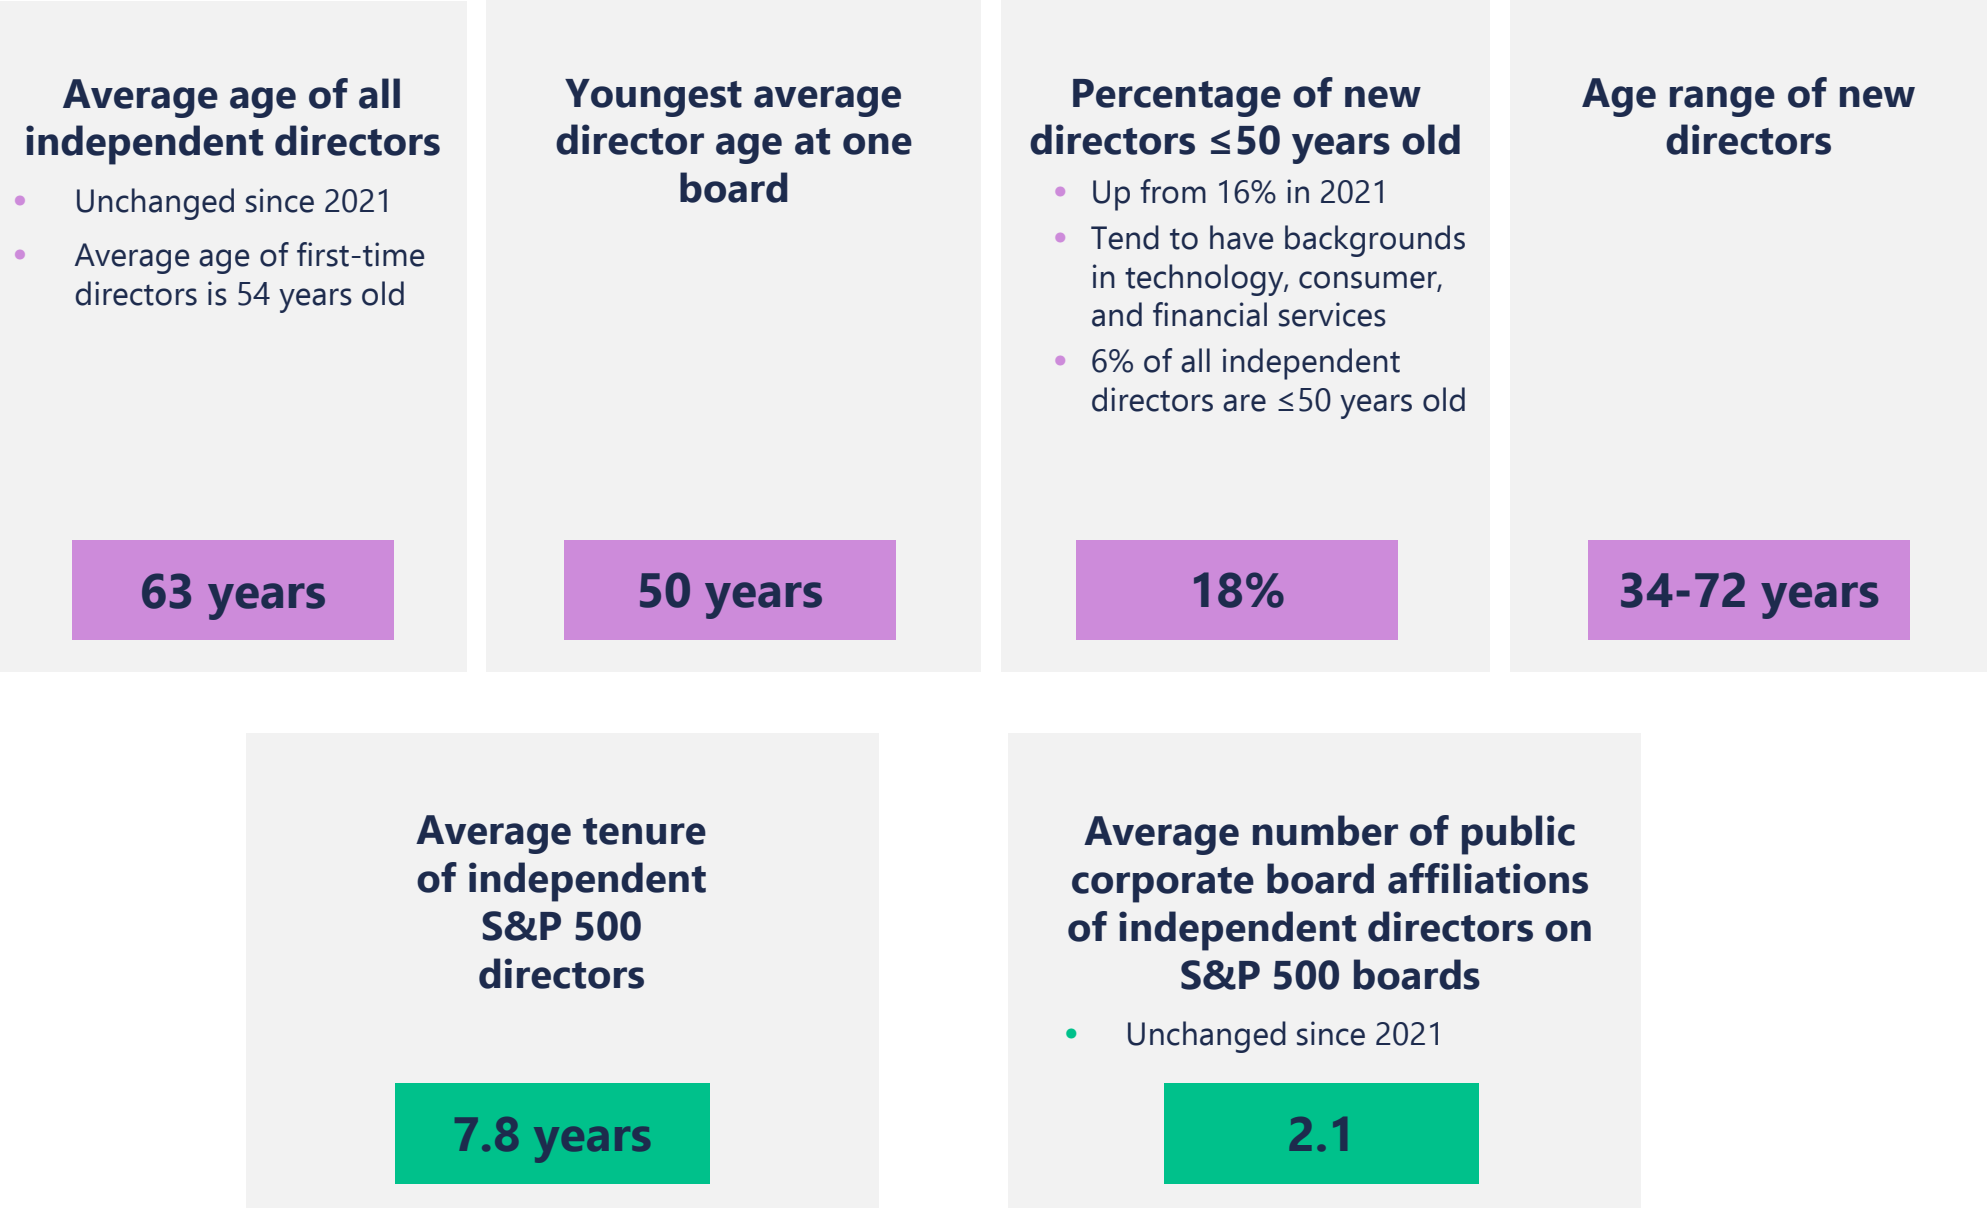 Average age of all
independent directors
• Unchanged since 2021
• Average age of first-time
directors is 54 years old
63 years
Youngest average
director age at one
board
50 years
Percentage of new
directors ≤50 years old
• Up from 16% in 2021
• Tend to have backgrounds
in technology, consumer,
and financial services
• 6% of all independent
directors are ≤50 years old
18%
Age range of new
directors
34-72 years
Average tenure
of independent
S&P 500
directors
7.8 years
Average number of public
corporate board affiliations
of independent directors on
S&P 500 boards
• Unchanged since 2021
2.1